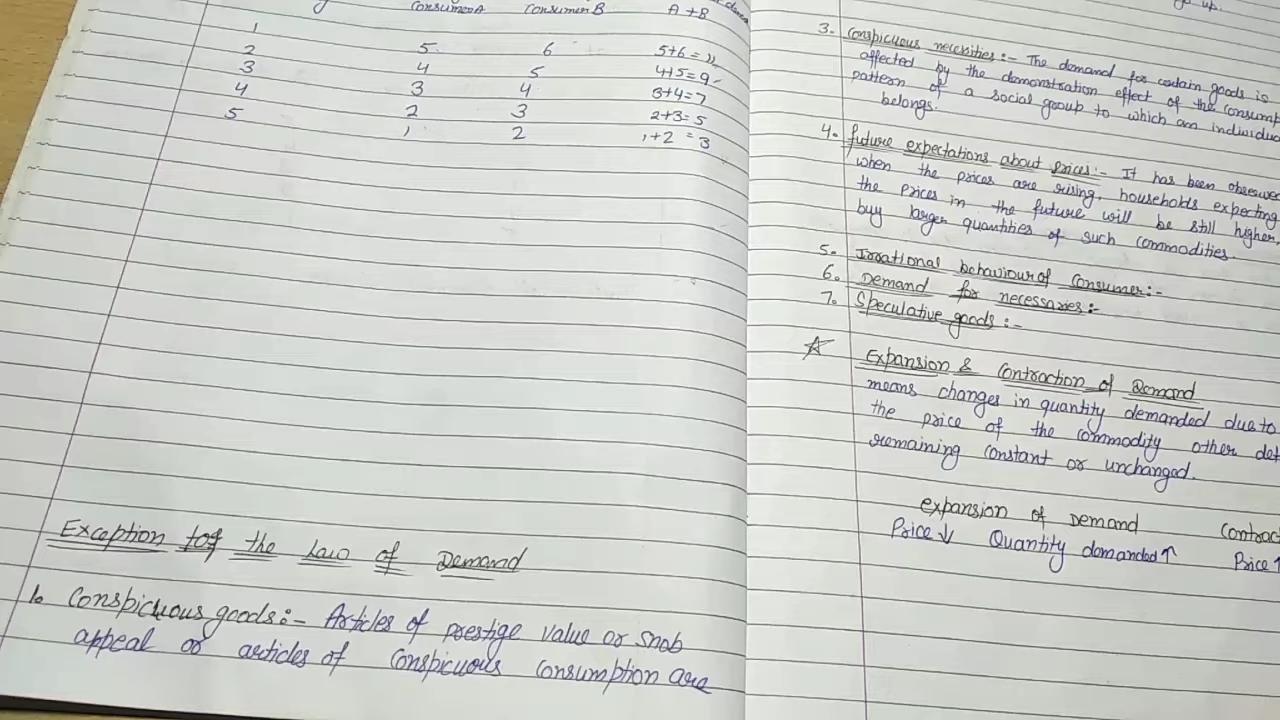 Consumer A Consumer B A + B
1
2 5 6 5+6 = 11
3 4 5 4+5 = 9
4 3 4 3+4 = 7
5 2 3 2+3 = 5
1 2 1+2 = 3
Exception to of the Law of Demand
1. Conspicuous goods :- Articles of prestige value or snob
appeal or articles of conspicuous consumption are
go up.
3. Conspicuous necessities :- The demand for certain goods is
affected by the demonstration effect of the consump
pattern of a social group to which an individual
belongs.
4. future expectations about prices :- It has been observe
when the prices are rising, households expecting
the prices in the future will be still higher,
buy larger quantities of such commodities.
5. Irrational behaviour of Consumer :-
6. Demand for necessaries :-
7. Speculative goods :-
☆ Expansion & Contraction of Demand
means changes in quantity demanded due to
the price of the commodity other det
remaining constant or unchanged.
expansion of Demand Contrac
Price ↓ Quantity demanded ↑ Price ↑